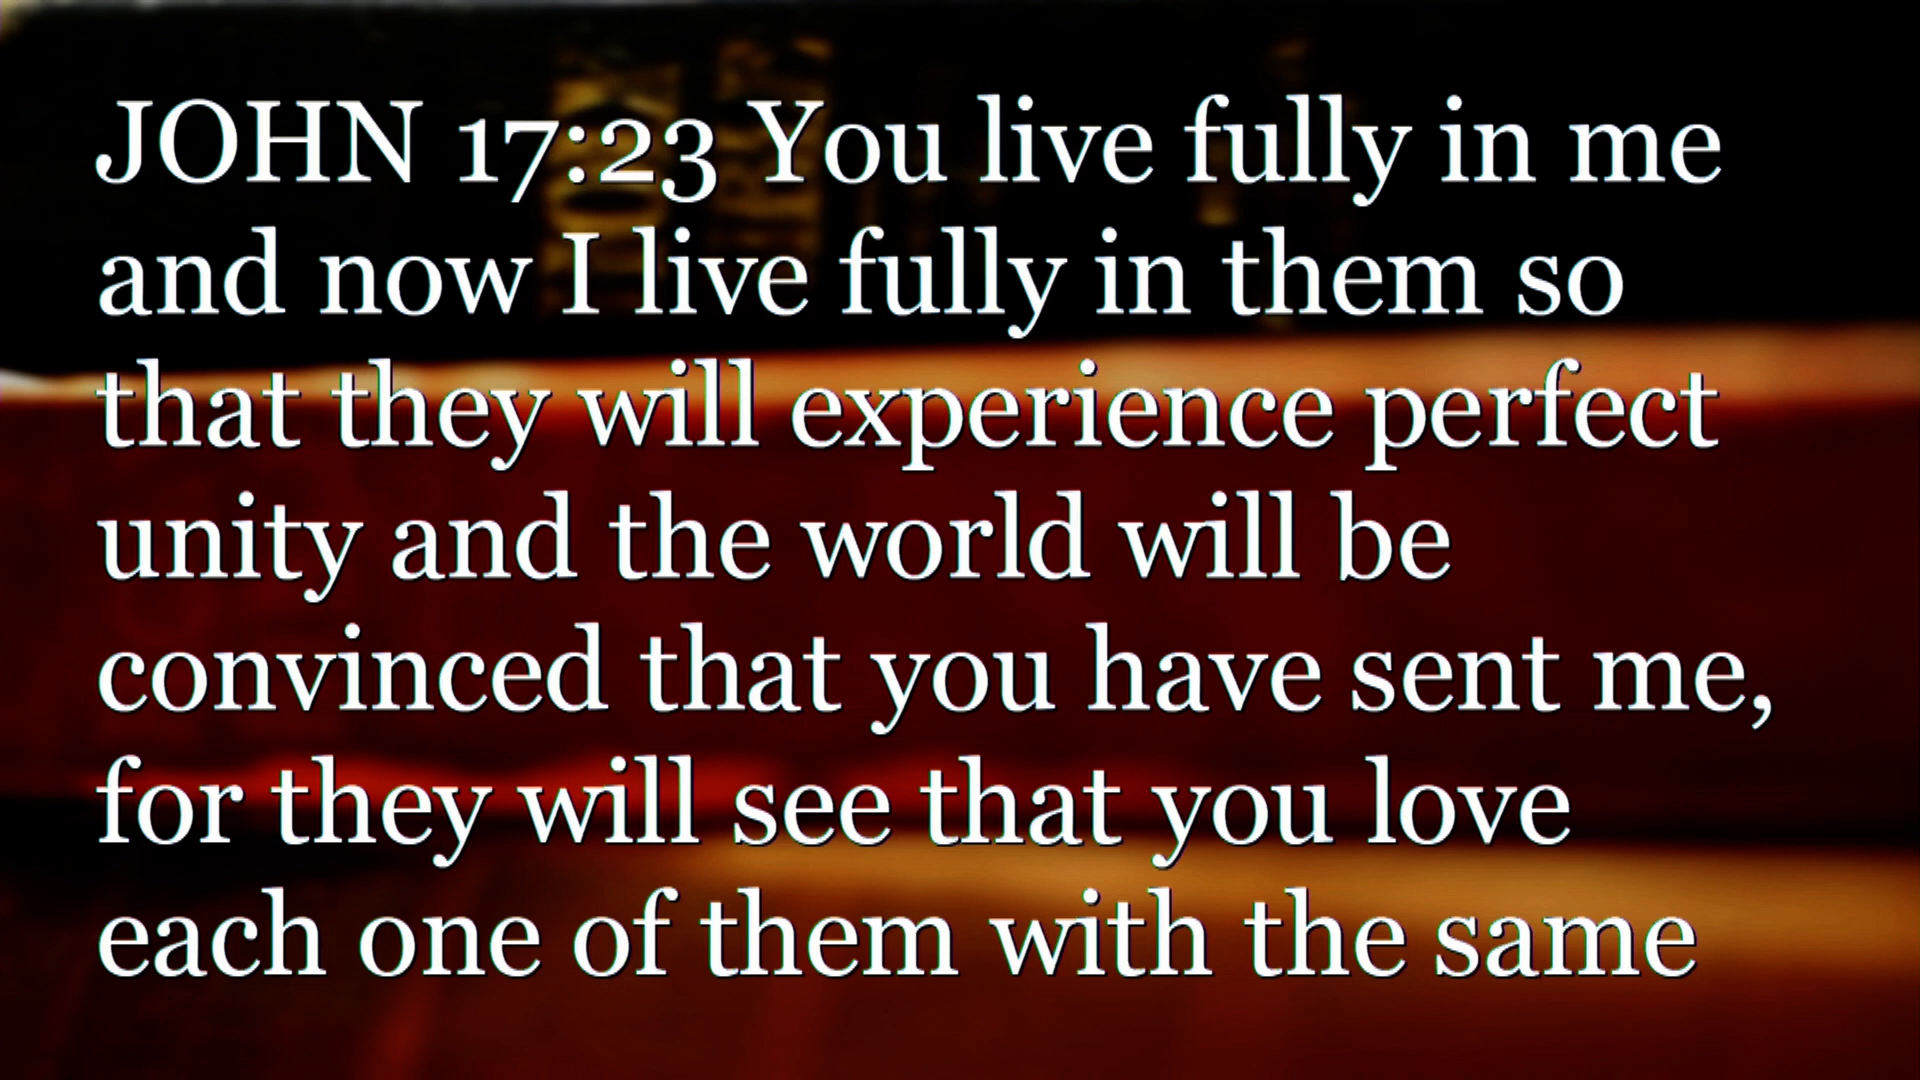 JOHN 17:23 You live fully in me
and now I live fully in them so
that they will experience perfect
unity and the world will be
convinced that you have sent me,
for they will see that you love
each one of them with the same